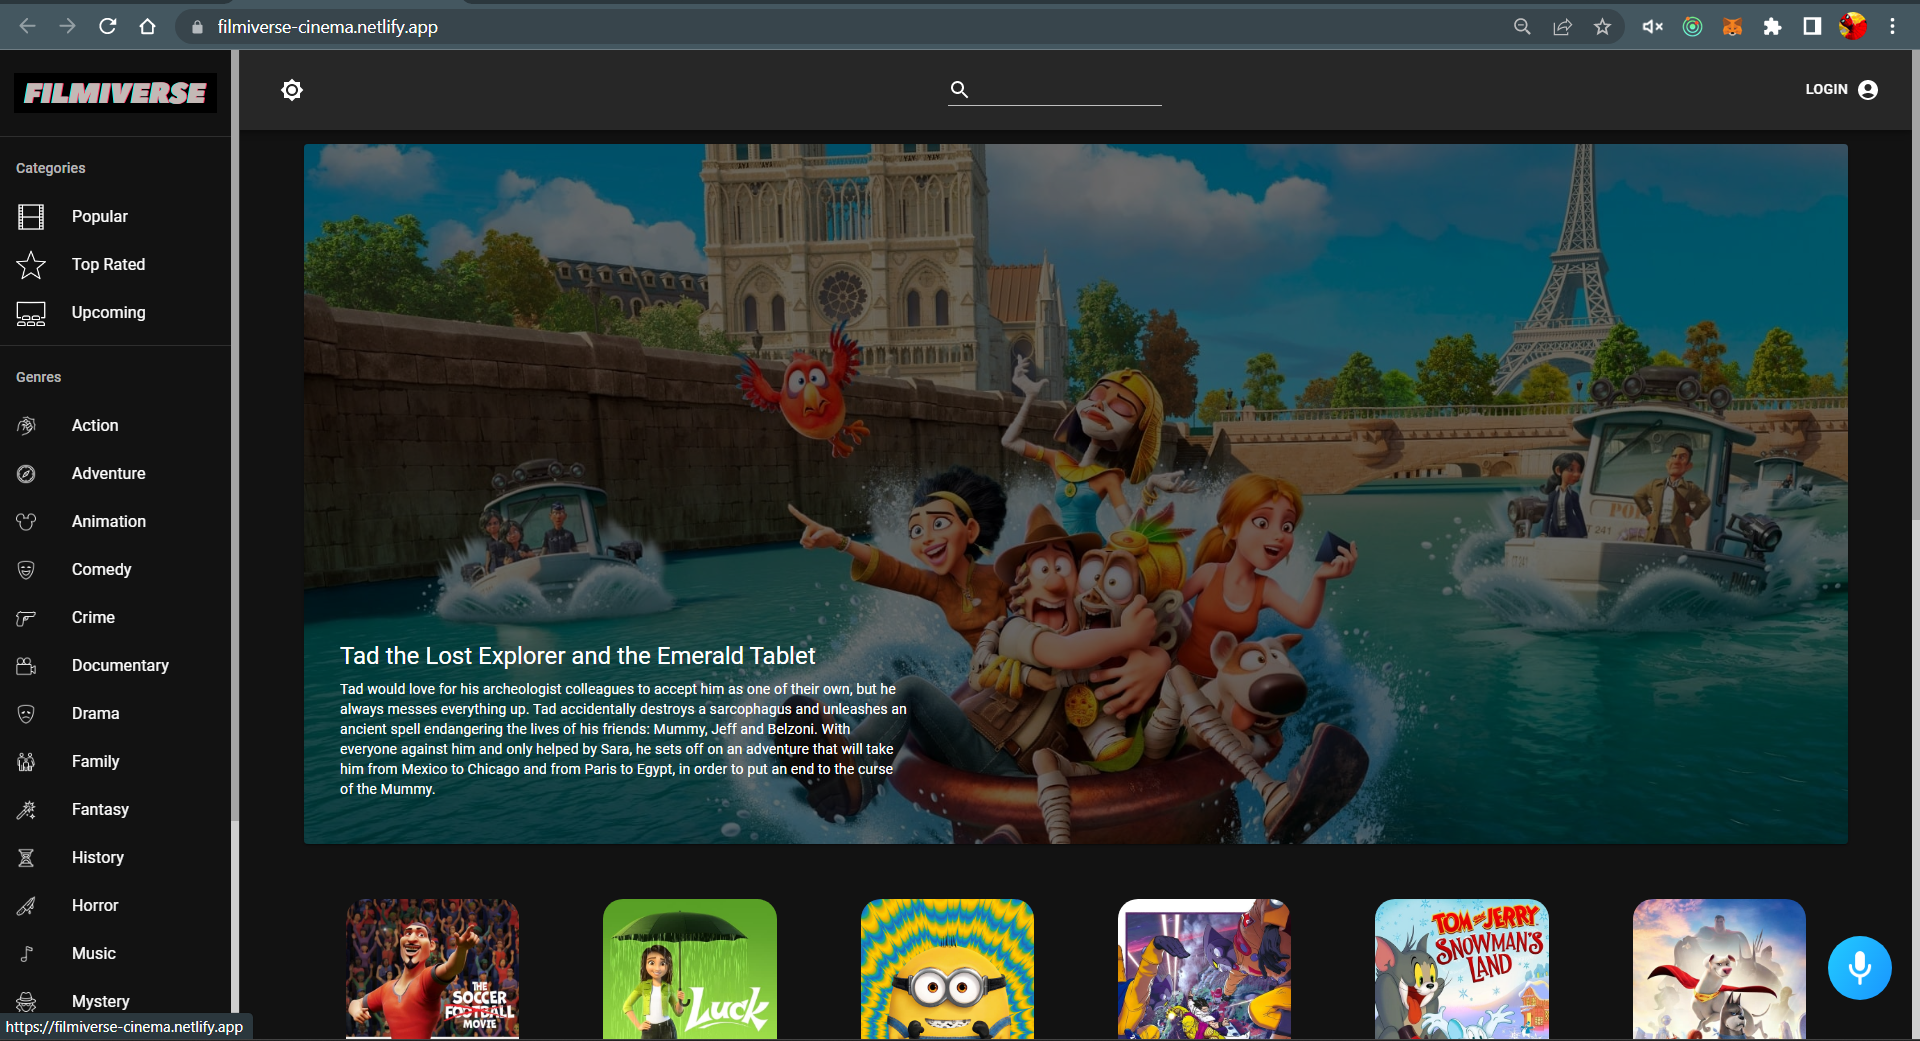 filmiverse-cinema.netlify.app
FILMIVERSE
LOGIN
Categories
Popular
Top Rated
Upcoming
Genres
Action
Adventure
Animation
Comedy
Crime
Documentary
Drama
Family
Fantasy
History
Horror
Music
Mystery
https://filmiverse-cinema.netlify.app
241
Tad the Lost Explorer and the Emerald Tablet
Tad would love for his archeologist colleagues to accept him as one of their own, but he
always messes everything up. Tad accidentally destroys a sarcophagus and unleashes an
ancient spell endangering the lives of his friends: Mummy, Jeff and Belzoni. With
everyone against him and only helped by Sara, he sets off on an adventure that will take
him from Mexico to Chicago and from Paris to Egypt, in order to put an end to the curse
of the Mummy.
THE
SOCCER
FOOTBALL
MOVIE
Luck
TOM AND JERRY
SNOWMAN'S
LAND